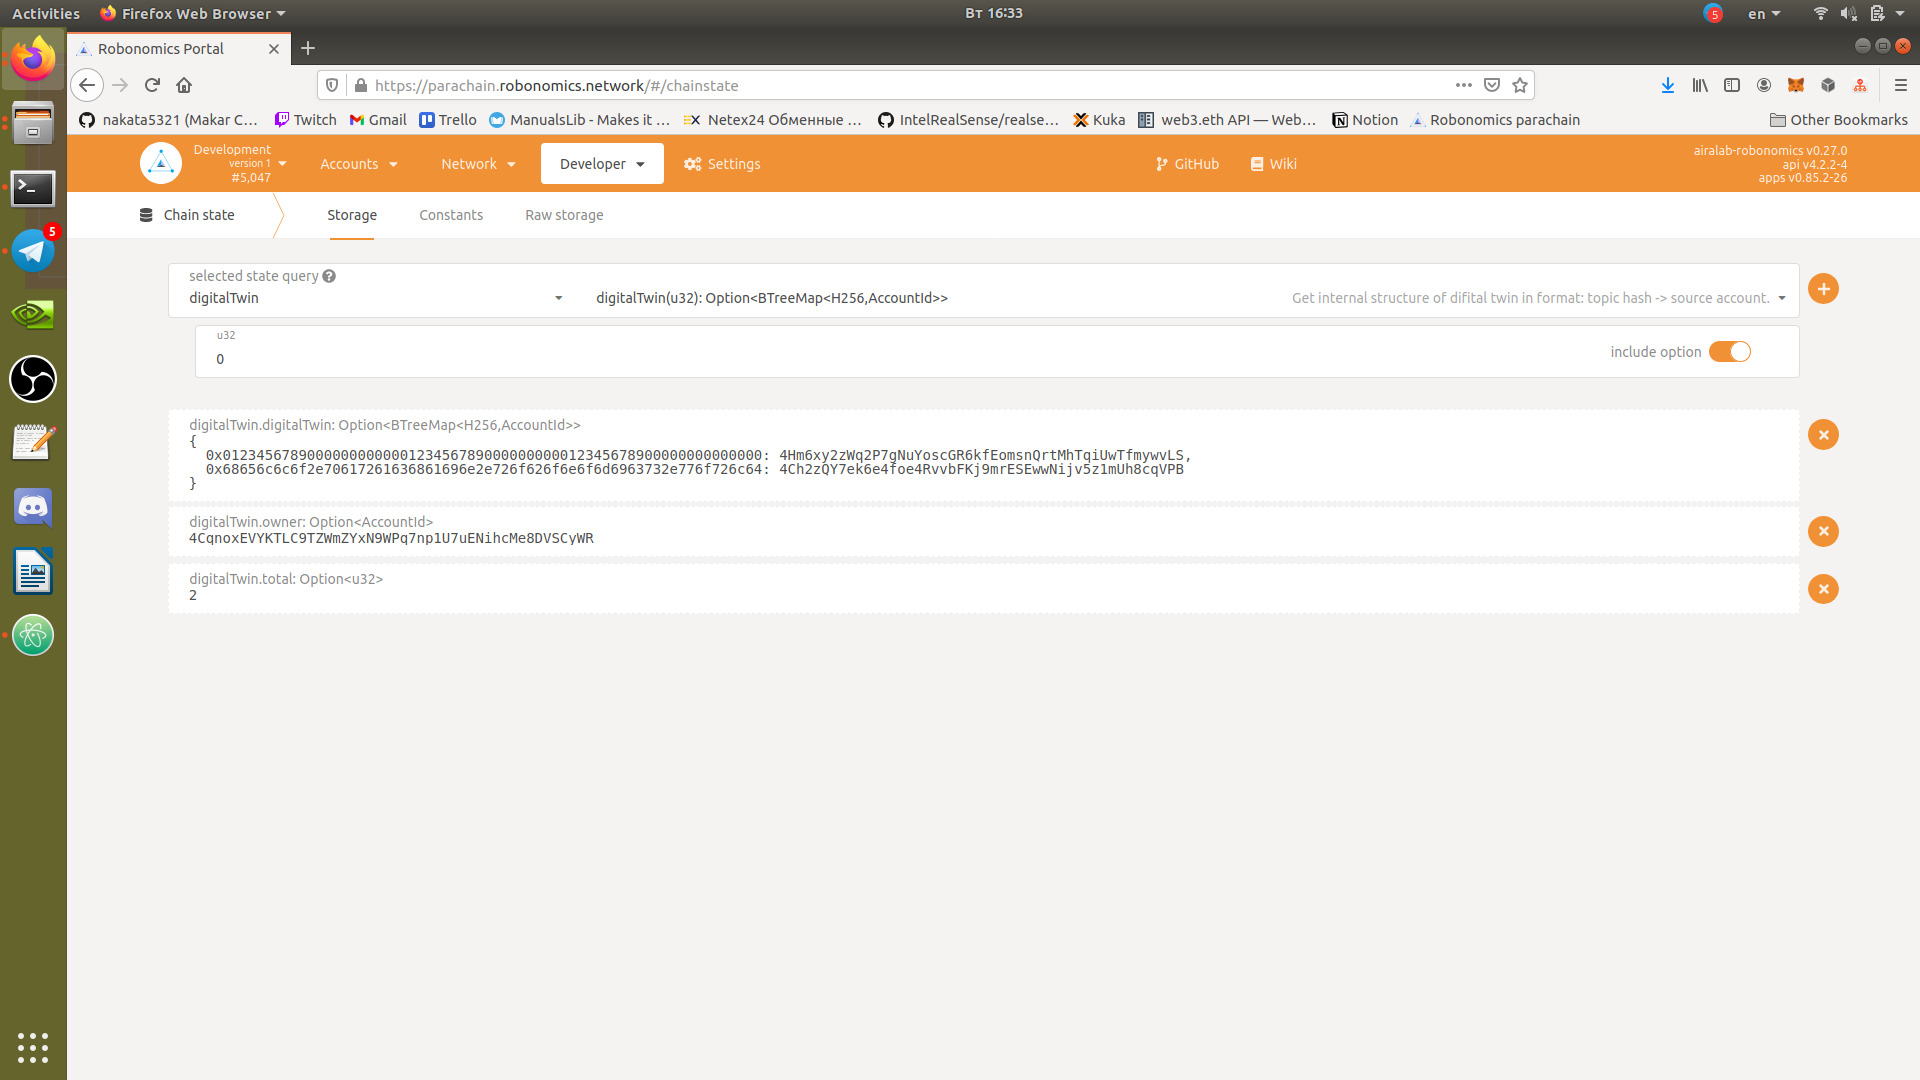 Activities
Firefox Web Browser
Вт 16:33
5
en
Robonomics Portal
https://parachain.robonomics.network/#/chainstate
nakata5321 (Makar C…
Twitch
Gmail
Trello
ManualsLib - Makes it …
Netex24 Обменные …
IntelRealSense/realse…
Kuka
web3.eth API — Web…
Notion
Robonomics parachain
Other Bookmarks
Development
version 1
#5,047
Accounts
Network
Developer
Settings
GitHub
Wiki
airalab-robonomics v0.27.0
api v4.2.2-4
apps v0.85.2-26
5
Chain state
Storage
Constants
Raw storage
selected state query
digitalTwin
digitalTwin(u32): Option<BTreeMap<H256,AccountId>>
Get internal structure of difital twin in format: topic hash -> source account.
u32
0
include option
digitalTwin.digitalTwin: Option<BTreeMap<H256,AccountId>>
{
0x0123456789000000000000012345678900000000001234567890000000000000: 4Hm6xy2zWq2P7gNuYoscGR6kfEomsnQrtMhTqiUwTfmywvLS,
0x68656c6c6f2e70617261636861696e2e726f626f6e6f6d6963732e776f726c64: 4Ch2zQY7ek6e4foe4RvvbFKj9mrESEwwNijv5z1mUh8cqVPB
}
digitalTwin.owner: Option<AccountId>
4CqnoxEVYKTLC9TZWmZYxN9WPq7np1U7uENihcMe8DVSCyWR
digitalTwin.total: Option<u32>
2